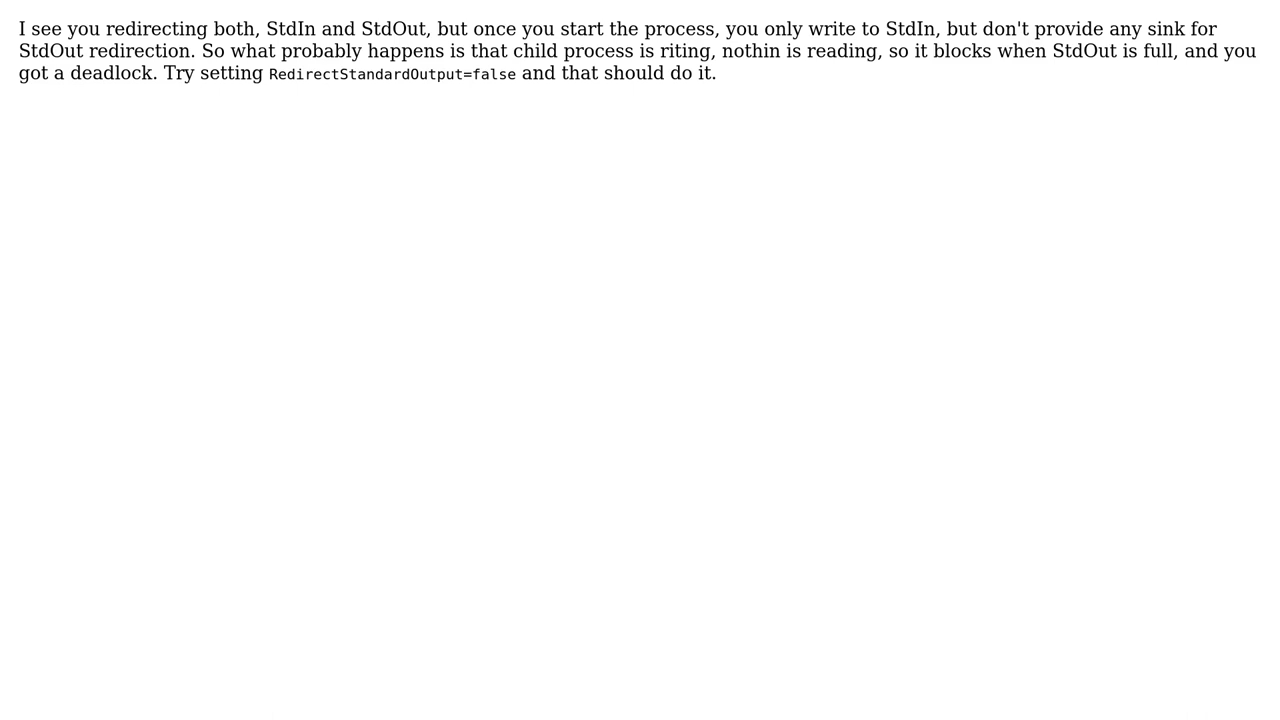 I see you redirecting both, StdIn and StdOut, but once you start the process, you only write to StdIn, but don't provide any sink for
StdOut redirection. So what probably happens is that child process is riting, nothin is reading, so it blocks when StdOut is full, and you
got a deadlock. Try setting RedirectStandardOutput=false and that should do it.